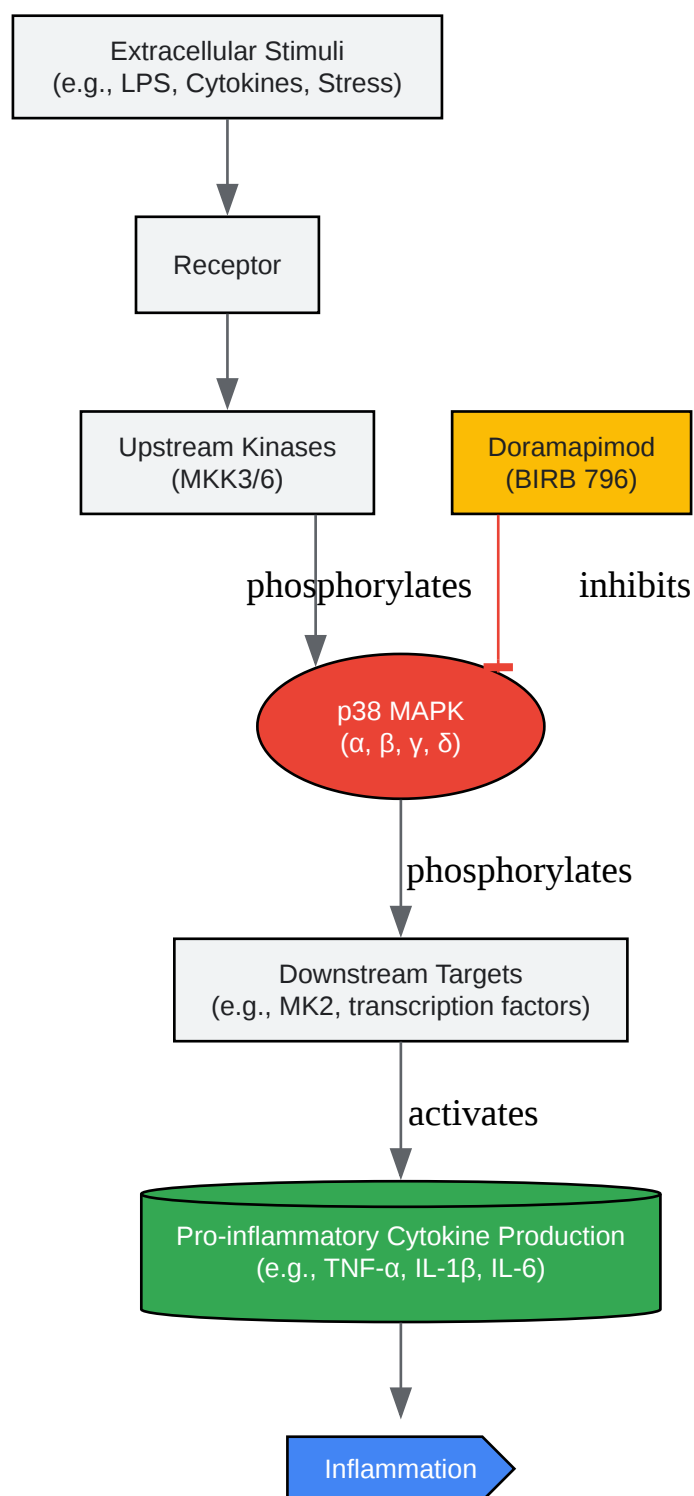 Extracellular Stimuli
(e.g., LPS, Cytokines, Stress)
Receptor
Upstream Kinases
(MKK3/6)
Doramapimod
(BIRB 796)
phosphorylates
inhibits
p38 MAPK
(α, β, γ, δ)
phosphorylates
Downstream Targets
(e.g., MK2, transcription factors)
activates
Pro-inflammatory Cytokine Production
(e.g., TNF-α, IL-1β, IL-6)
Inflammation